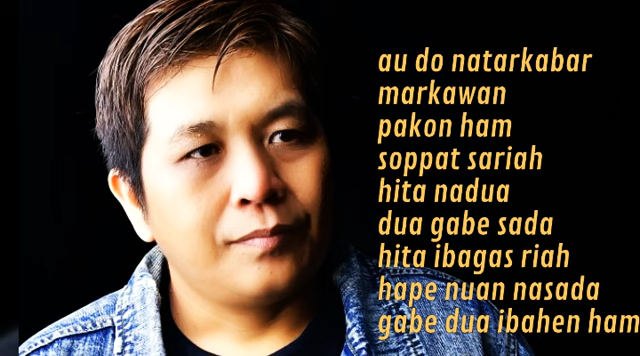 au do natarkabar
markawan
pakon ham
soppat sariah
hita nadua
dua gabe sada
hita ibagas riah
hape nuan nasada
gabe dua ibahen ham